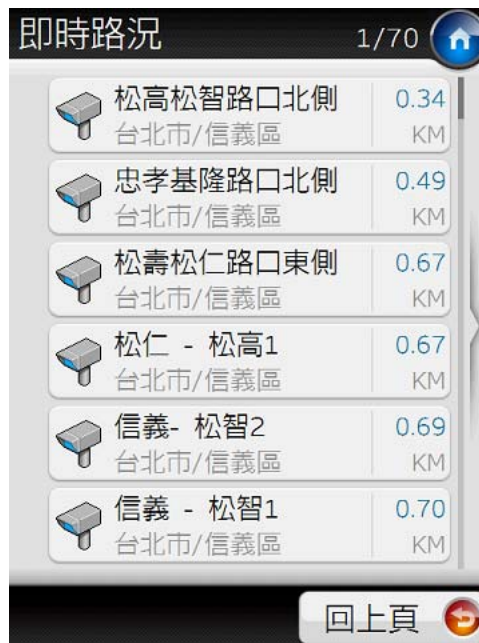 即時路況 1/70
松高松智路口北側 0.34
台北市/信義區 KM
忠孝基隆路口北側 0.49
台北市/信義區 KM
松壽松仁路口東側 0.67
台北市/信義區 KM
松仁 - 松高1 0.67
台北市/信義區 KM
信義- 松智2 0.69
台北市/信義區 KM
信義 - 松智1 0.70
台北市/信義區 KM
回上頁